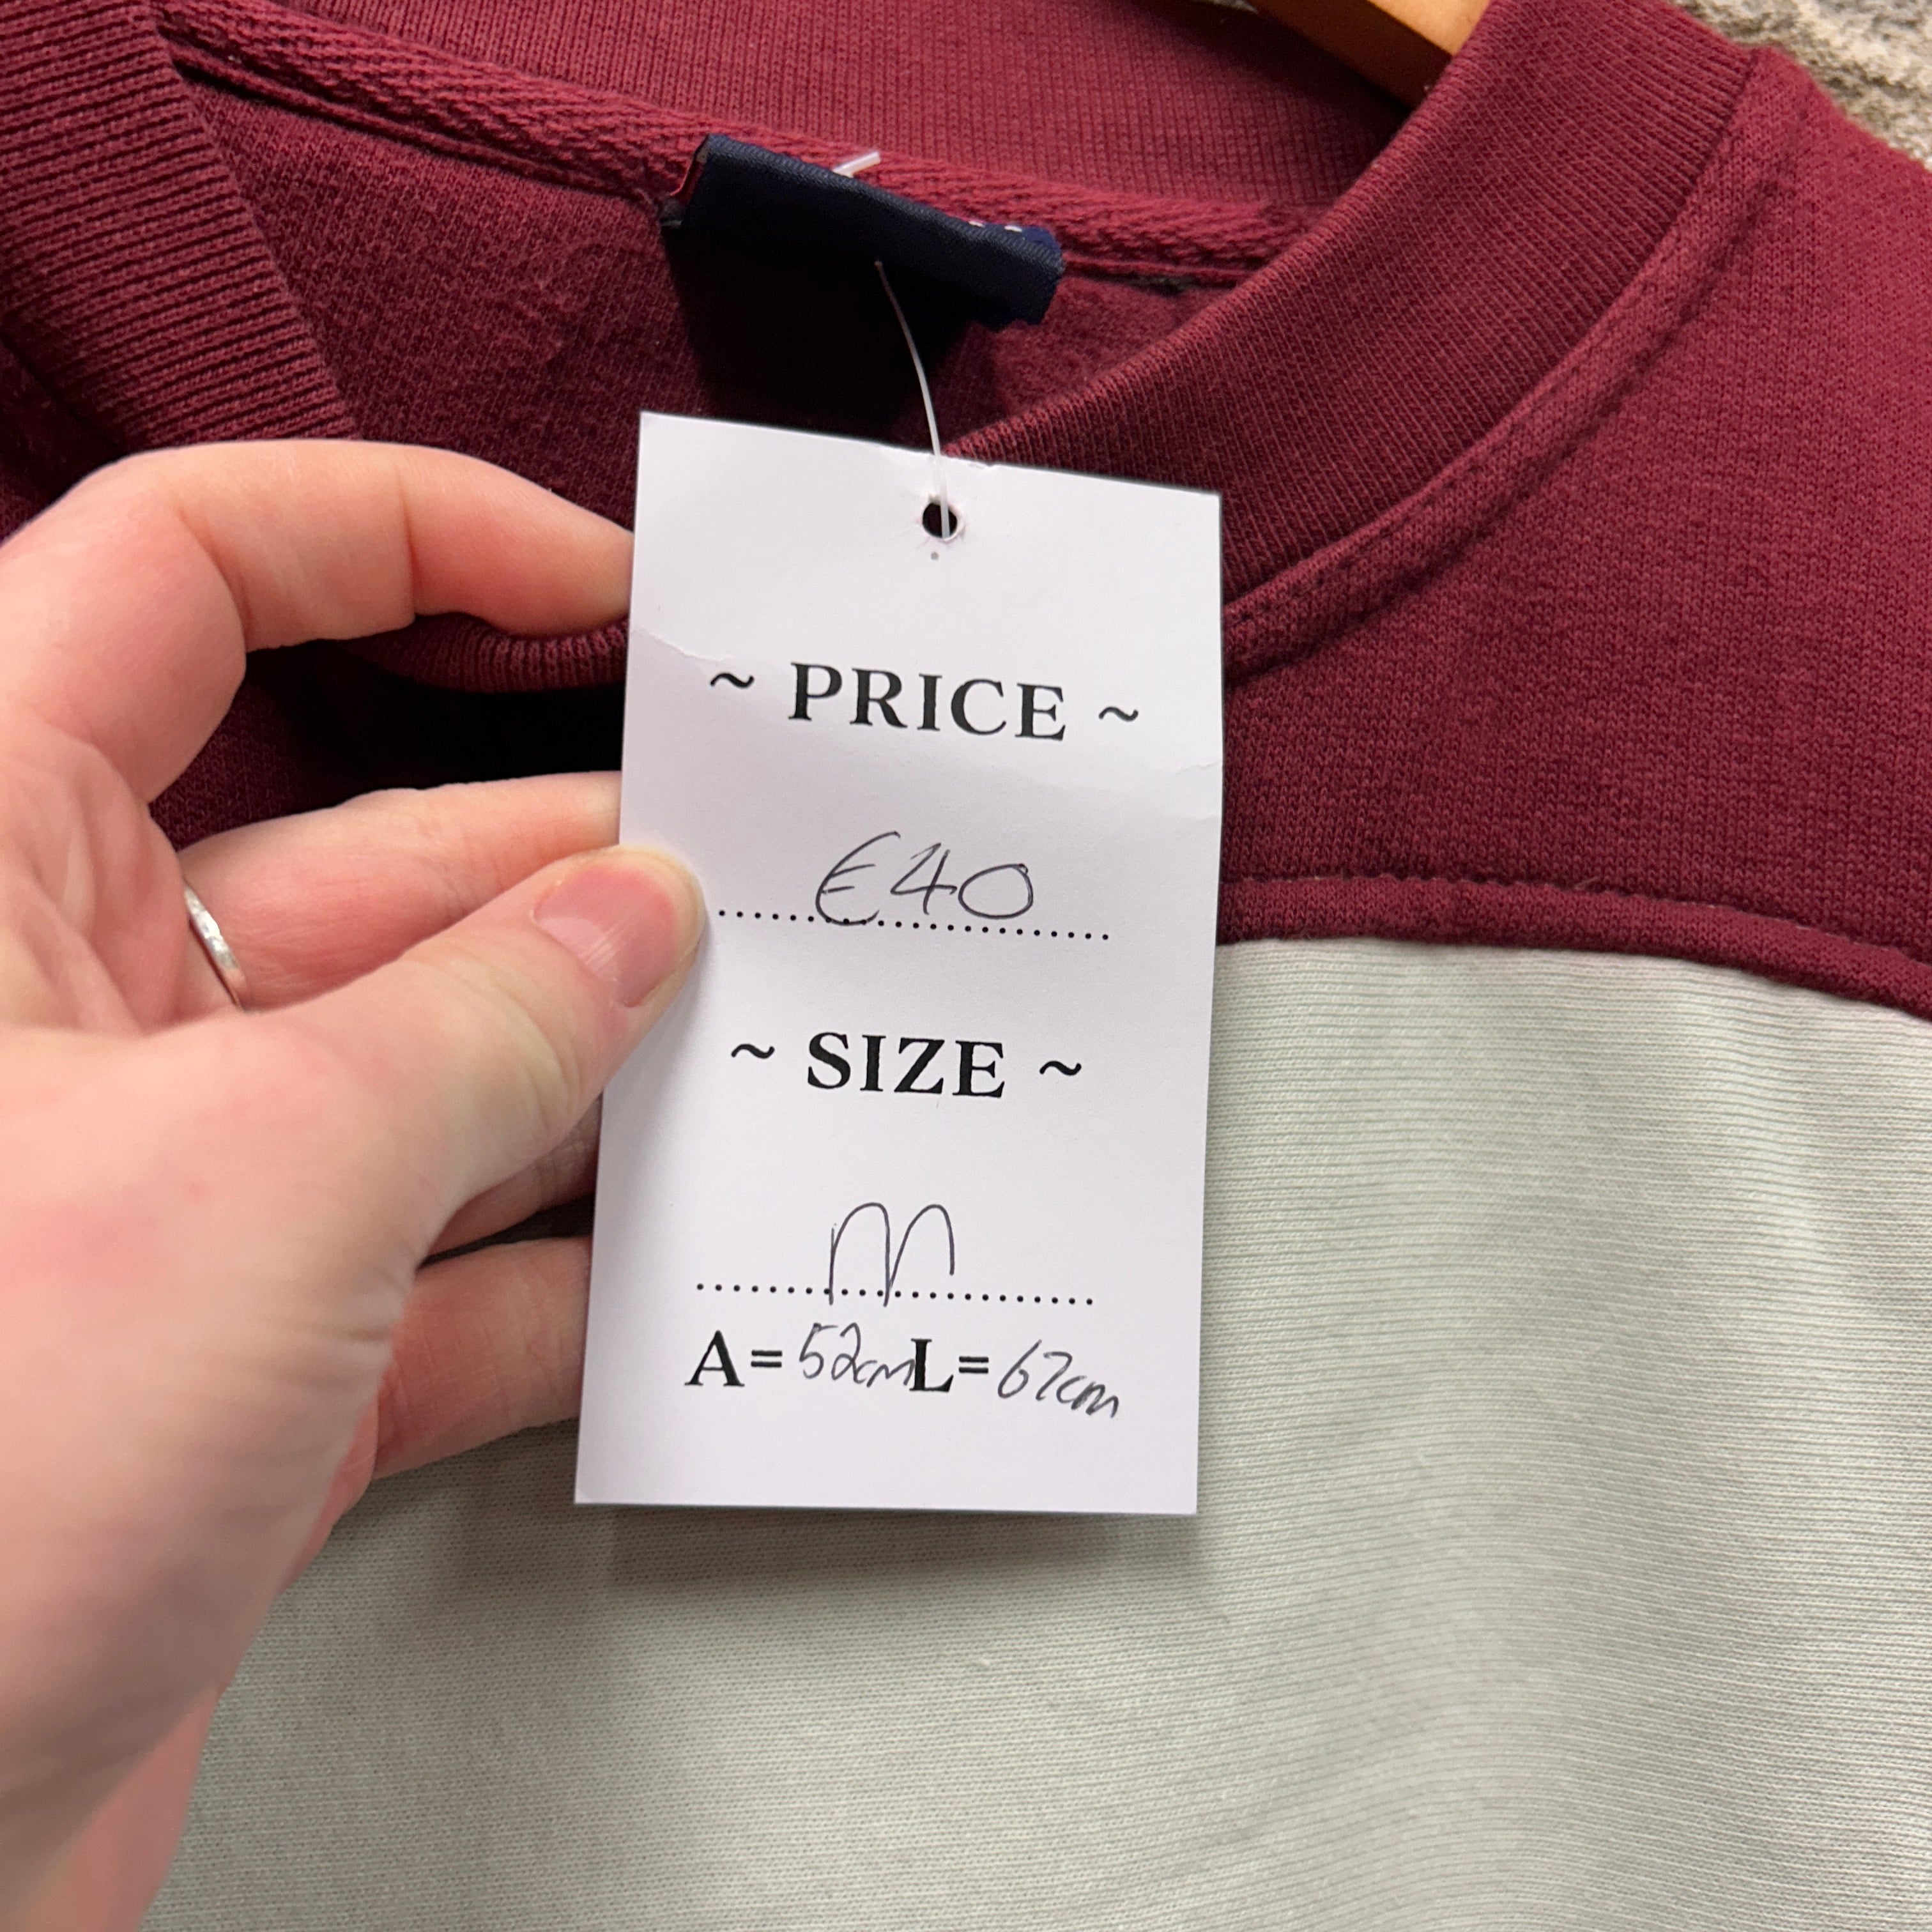 ~ PRICE ~
€40
~ SIZE ~
M
A=52cm L=67cm